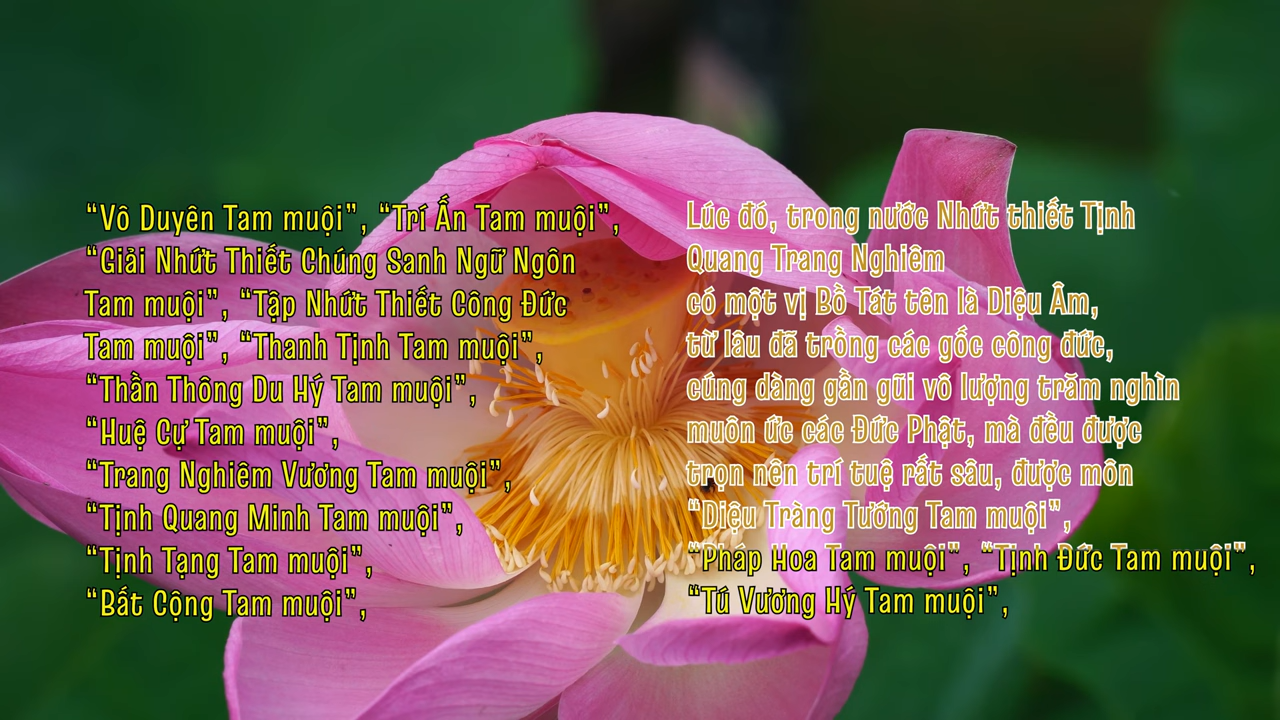 “Vô Duyên Tam muội”, “Trí Ấn Tam muội”,
“Giải Nhứt Thiết Chúng Sanh Ngữ Ngôn
Tam muội”, “Tập Nhứt Thiết Công Đức
Tam muội”, “Thanh Tịnh Tam muội”,
“Thần Thông Du Hý Tam muội”,
“Huệ Cự Tam muội”,
“Trang Nghiêm Vương Tam muội”,
“Tịnh Quang Minh Tam muội”,
“Tịnh Tạng Tam muội”,
“Bất Cộng Tam muội”,
Lúc đó, trong nước Nhứt thiết Tịnh
Quang Trang Nghiêm
có một vị Bồ Tát tên là Diệu Âm,
từ lâu đã trồng các gốc công đức,
cúng dàng gần gũi vô lượng trăm nghìn
muôn ức các Đức Phật, mà đều được
trọn nên trí tuệ rất sâu, được môn
“Diệu Tràng Tướng Tam muội”,
“Pháp Hoa Tam muội”, “Tịnh Đức Tam muội”,
“Tú Vương Hý Tam muội”,